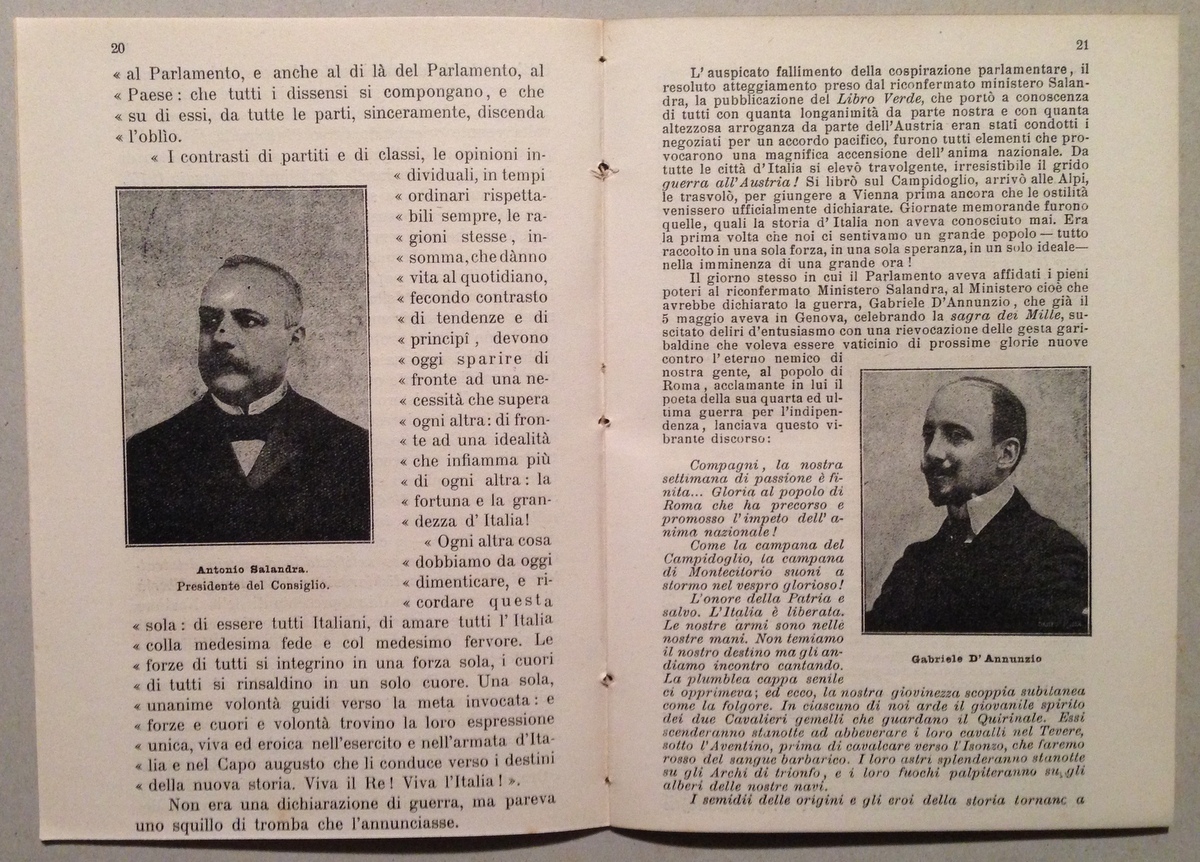 20
« al Parlamento, e anche al di là del Parlamento, al
« Paese: che tutti i dissensi si compongano, e che
« su di essi, da tutte le parti, sinceramente, discenda
« l'oblìo.
« I contrasti di partiti e di classi, le opinioni in-
« dividuali, in tempi
« ordinari rispetta-
« bili sempre, le ra-
« gioni stesse, in-
« somma, che dànno
« vita al quotidiano,
« fecondo contrasto
« di tendenze e di
« principî, devono
« oggi sparire di
« fronte ad una ne-
« cessità che supera
« ogni altra: di fron-
« te ad una idealità
« che infiamma più
« di ogni altra: la
« fortuna e la gran-
« dezza d' Italia!
« Ogni altra cosa
« dobbiamo da oggi
« dimenticare, e ri-
« cordare questa
Antonio Salandra.
Presidente del Consiglio.
« sola: di essere tutti Italiani, di amare tutti l' Italia
« colla medesima fede e col medesimo fervore. Le
« forze di tutti si integrino in una forza sola, i cuori
« di tutti si rinsaldino in un solo cuore. Una sola,
« unanime volontà guidi verso la meta invocata: e
« forze e cuori e volontà trovino la loro espressione
« unica, viva ed eroica nell'esercito e nell'armata d'Ita-
« lia e nel Capo augusto che li conduce verso i destini
« della nuova storia. Viva il Re! Viva l'Italia! ».
Non era una dichiarazione di guerra, ma pareva
uno squillo di tromba che l'annunciasse.
21
L' auspicato fallimento della cospirazione parlamentare, il
resoluto atteggiamento preso dal riconfermato ministero Salan-
dra, la pubblicazione del Libro Verde, che portò a conoscenza
di tutti con quanta longanimità da parte nostra e con quanta
altezzosa arroganza da parte dell'Austria eran stati condotti i
negoziati per un accordo pacifico, furono tutti elementi che pro-
vocarono una magnifica accensione dell' anima nazionale. Da
tutte le città d'Italia si elevò travolgente, irresistibile il grido
guerra all'Austria! Si librò sul Campidoglio, arrivò alle Alpi,
le trasvolò, per giungere a Vienna prima ancora che le ostilità
venissero ufficialmente dichiarate. Giornate memorande furono
quelle, quali la storia d' Italia non aveva conosciuto mai. Era
la prima volta che noi ci sentivamo un grande popolo — tutto
raccolto in una sola forza, in una sola speranza, in un solo ideale—
nella imminenza di una grande ora!
Il giorno stesso in cui il Parlamento aveva affidati i pieni
poteri al riconfermato Ministero Salandra, al Ministero cioè che
avrebbe dichiarato la guerra, Gabriele D'Annunzio, che già il
5 maggio aveva in Genova, celebrando la sagra dei Mille, su-
scitato deliri d'entusiasmo con una rievocazione delle gesta gari-
baldine che voleva essere vaticinio di prossime glorie nuove
contro l' eterno nemico di
nostra gente, al popolo di
Roma, acclamante in lui il
poeta della sua quarta ed ul-
tima guerra per l'indipen-
denza, lanciava questo vi-
brante discorso:
Compagni, la nostra
settimana di passione è fi-
nita... Gloria al popolo di
Roma che ha precorso e
promosso l' impeto dell' a-
nima nazionale!
Come la campana del
Campidoglio, la campana
di Montecitorio suoni a
stormo nel vespro glorioso!
L'onore della Patria e
salvo. L'Italia è liberata.
Le nostre armi sono nelle
nostre mani. Non temiamo
il nostro destino ma gli an-
diamo incontro cantando.
La plumblea cappa senile
Gabriele D' Annunzio
ci opprimeva; ed ecco, la nostra giovinezza scoppia subitanea
come la folgore. In ciascuno di noi arde il giovanile spirito
dei due Cavalieri gemelli che guardano il Quirinale. Essi
scenderanno stanotte ad abbeverare i loro cavalli nel Tevere,
sotto l'Aventino, prima di cavalcare verso l'Isonzo, che faremo
rosso del sangue barbarico. I loro astri splenderanno stanotte
su gli Archi di trionfo, e i loro fuochi palpiteranno su gli
alberi delle nostre navi.
I semidii delle origini e gli eroi della storia tornano a